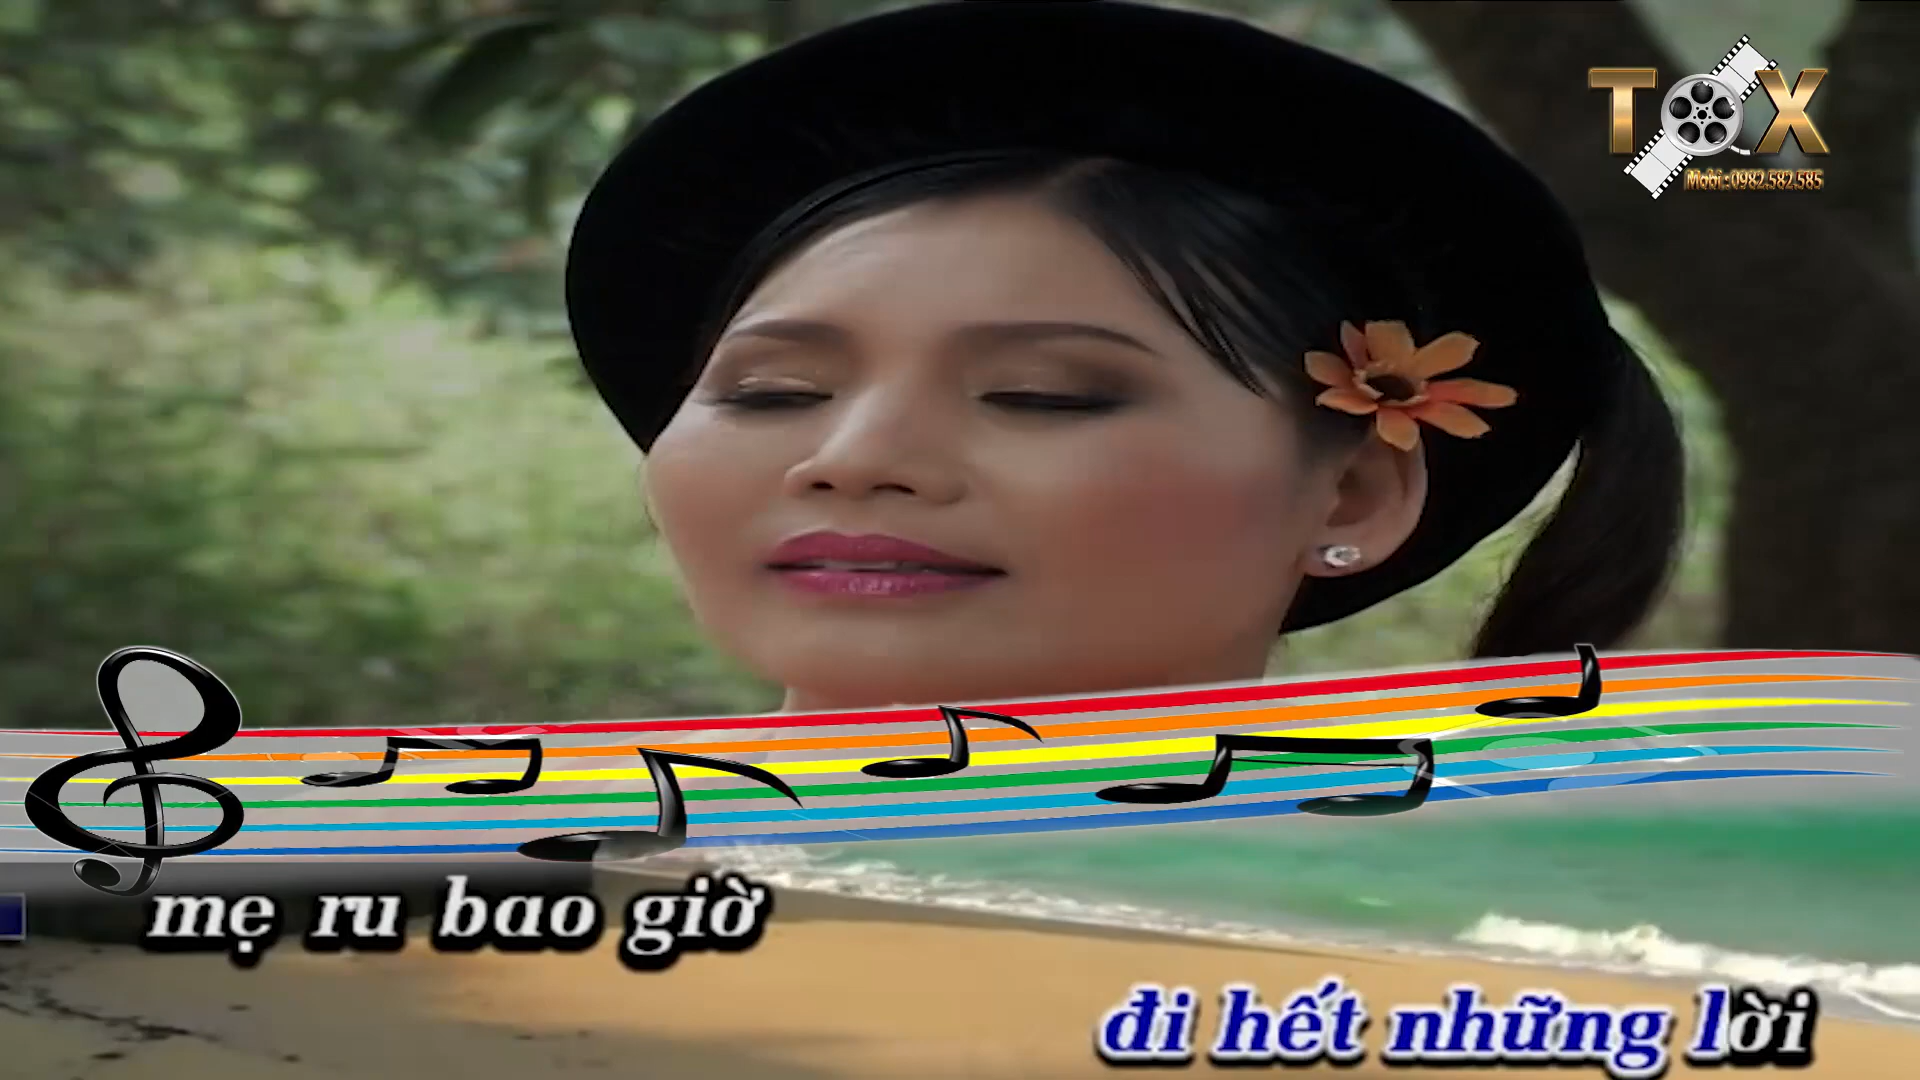 TOX
Mobi: 0982.582.585
mẹ ru bao giờ
đi hết những lời